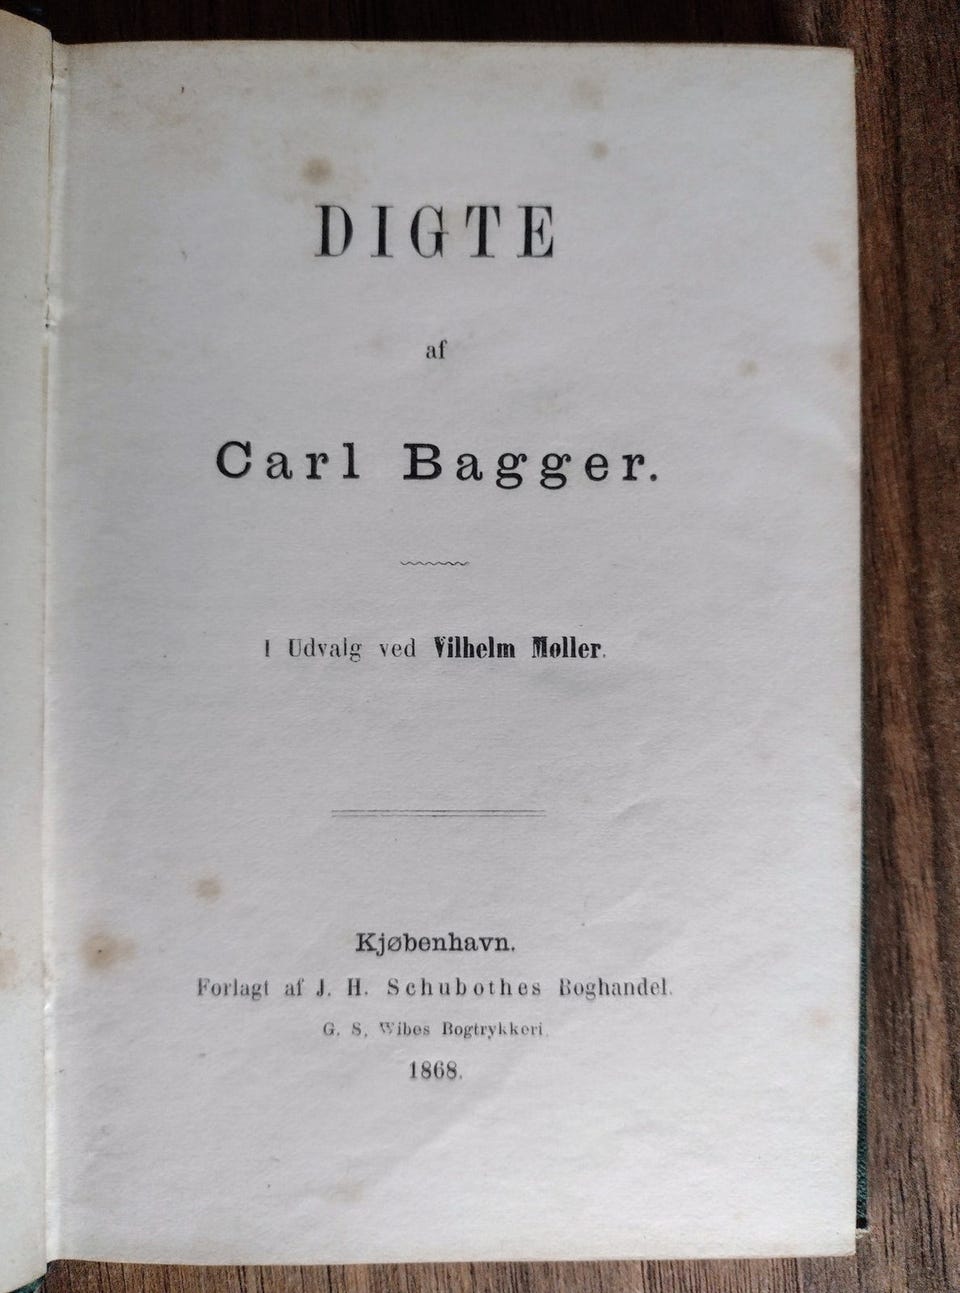 DIGTE
af
Carl Bagger.
I Udvalg ved Vilhelm Møller.
Kjøbenhavn.
Forlagt af J. H. Schubothes Boghandel.
G. S. Wibes Bogtrykkeri.
1868.